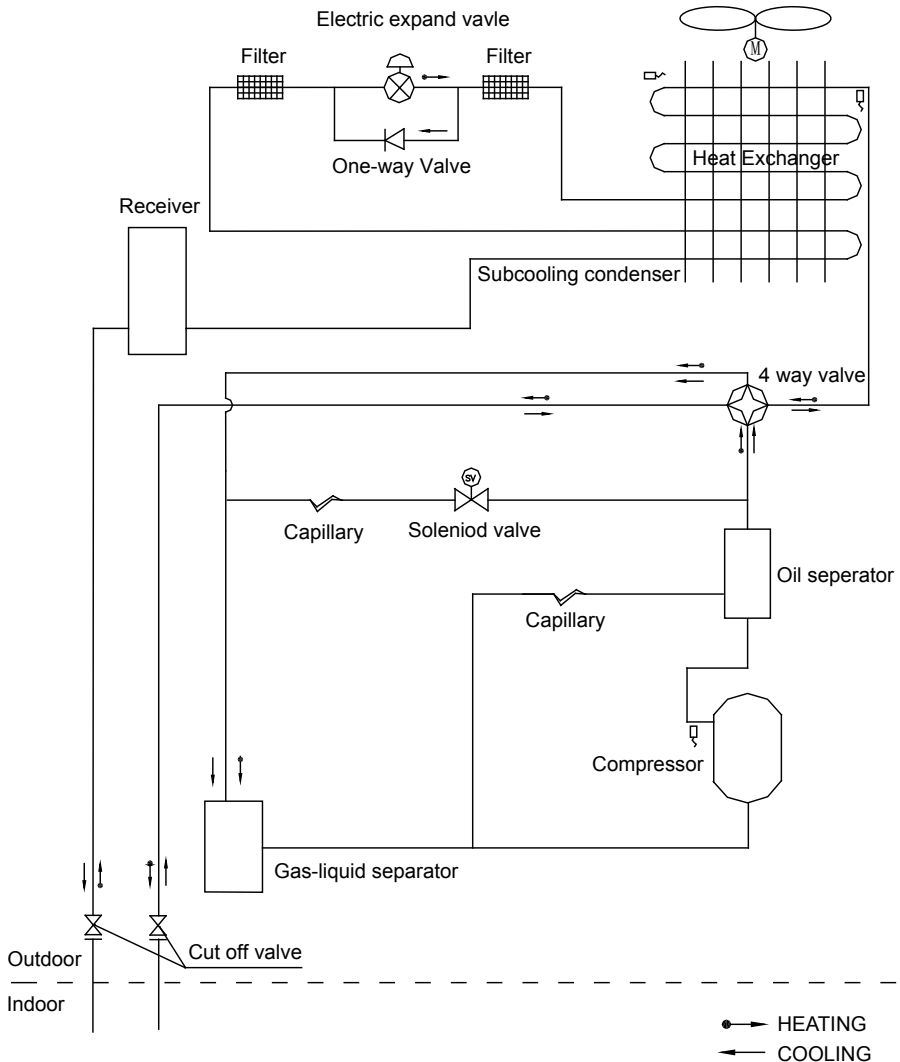 Electric expand vavle
Filter
Filter
M
One-way Valve
Heat Exchanger
Receiver
Subcooling condenser
4 way valve
SV
Capillary
Soleniod valve
Oil seperator
Capillary
Compressor
Gas-liquid separator
Cut off valve
Outdoor
Indoor
HEATING
COOLING